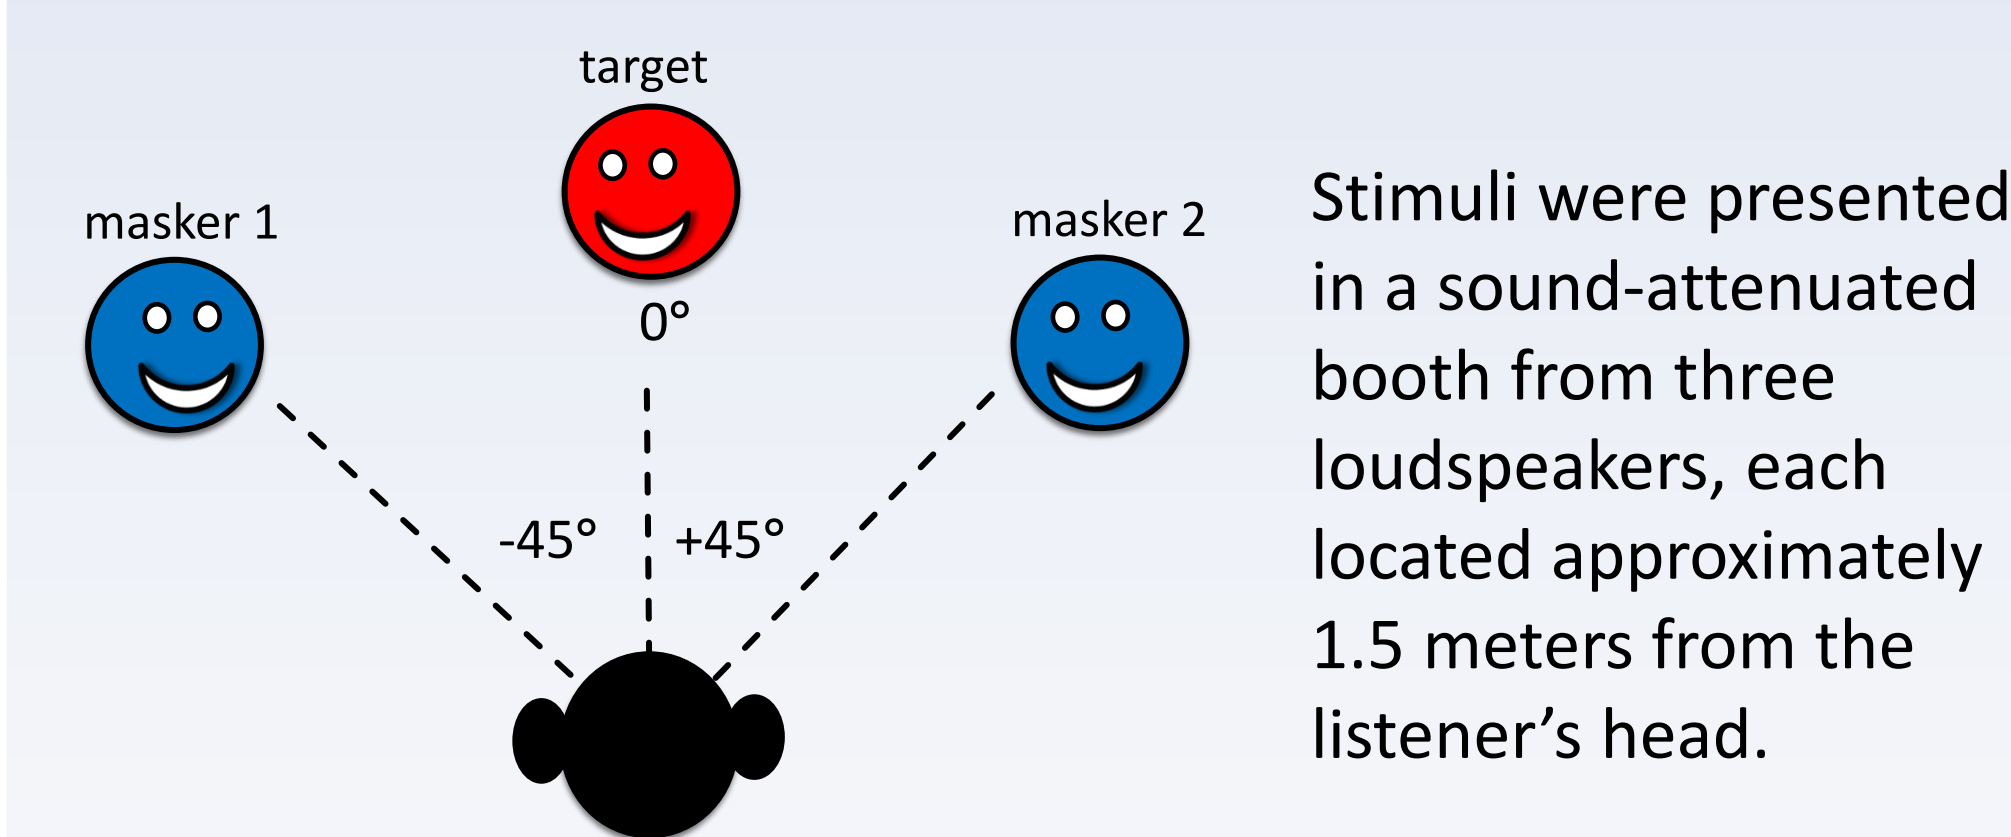 target
masker 1
masker 2
0°
-45°
+45°
Stimuli were presented
in a sound-attenuated
booth from three
loudspeakers, each
located approximately
1.5 meters from the
listener’s head.